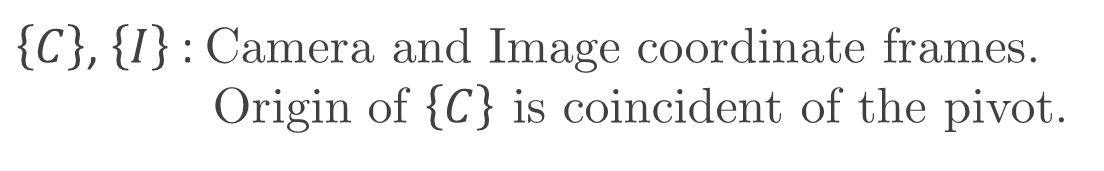 {C}, {I} : Camera and Image coordinate frames.
Origin of {C} is coincident of the pivot.